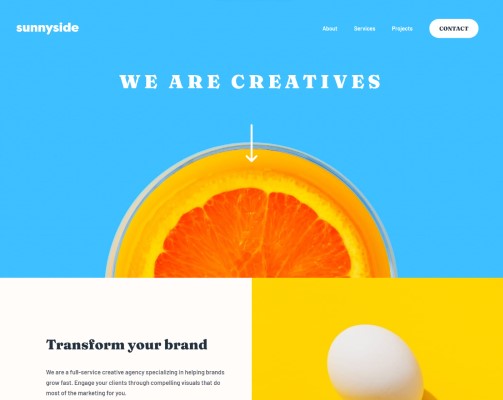 sunnyside
About Services Projects CONTACT
WE ARE CREATIVES
Transform your brand
We are a full-service creative agency specializing in helping brands
grow fast. Engage your clients through compelling visuals that do
most of the marketing for you.